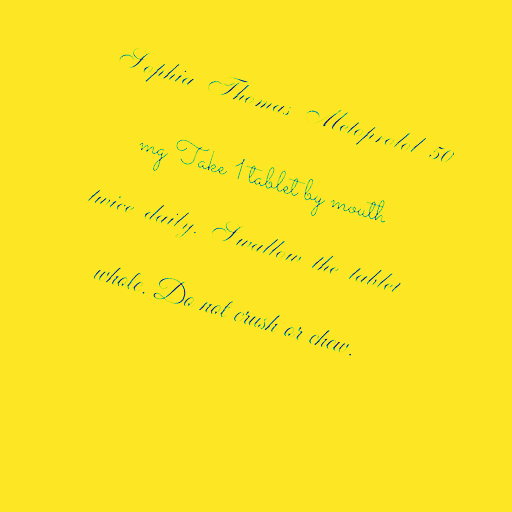 Sophia Thomas Metoprolol 50
mg Take 1 tablet by mouth
twice daily. Swallow the tablet
whole. Do not crush or chew.